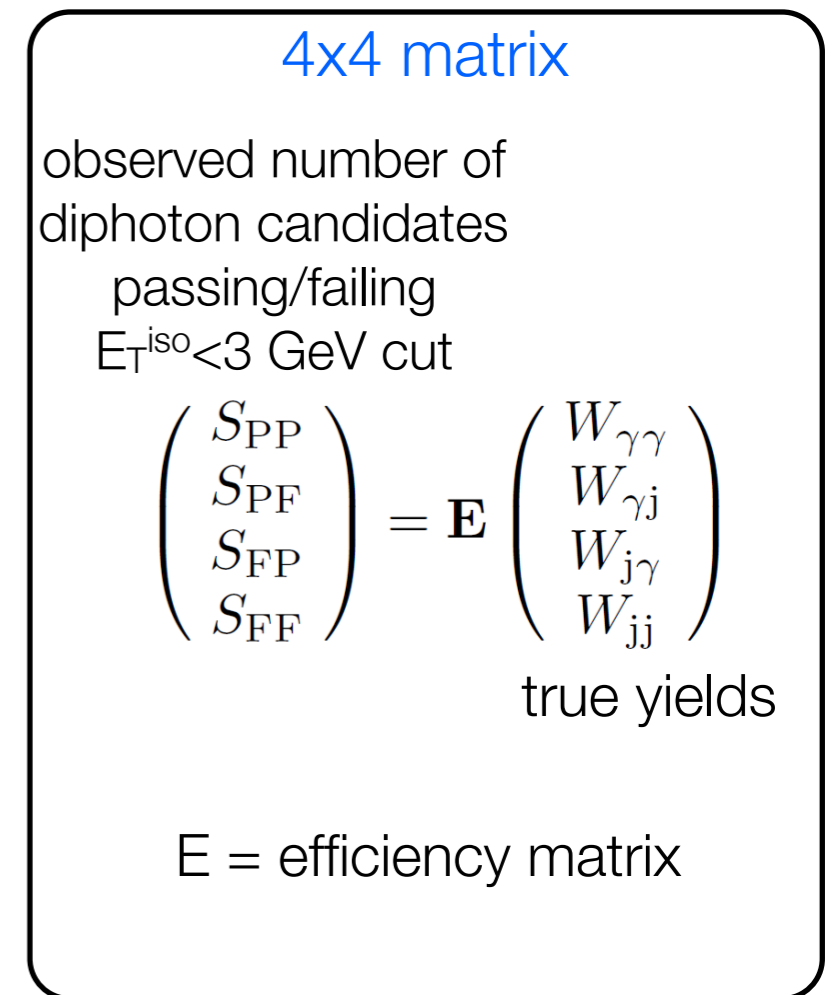 4x4 matrix
observed number of
diphoton candidates
passing/failing
E_T^iso<3 GeV cut
( S_PP ) = E ( W_γγ )
( S_PF ) ( W_γj )
( S_FP ) ( W_jγ )
( S_FF ) ( W_jj )
true yields
E = efficiency matrix